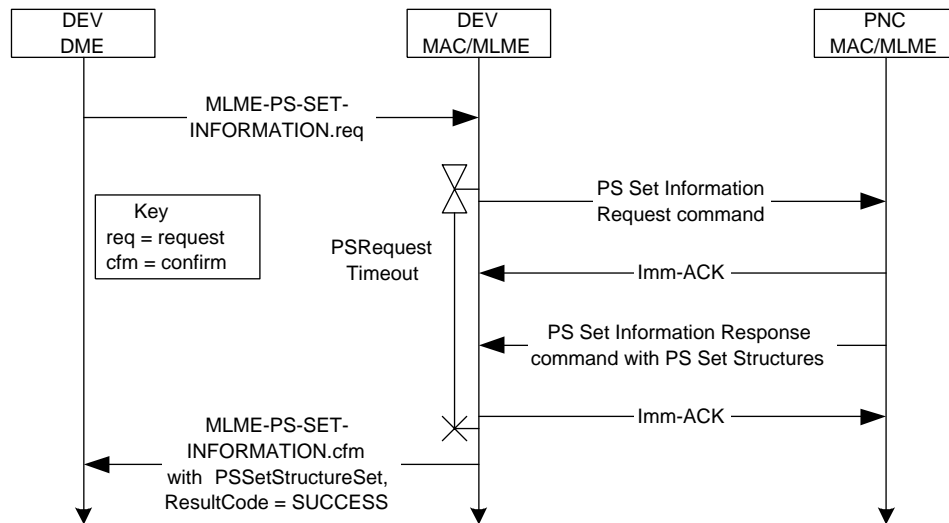 DEV
DME
DEV
MAC/MLME
PNC
MAC/MLME
MLME-PS-SET-
INFORMATION.req
PS Set Information
Request command
Key
req = request
cfm = confirm
PSRequest
Timeout
Imm-ACK
PS Set Information Response
command with PS Set Structures
Imm-ACK
MLME-PS-SET-
INFORMATION.cfm
with PSSetStructureSet,
ResultCode = SUCCESS